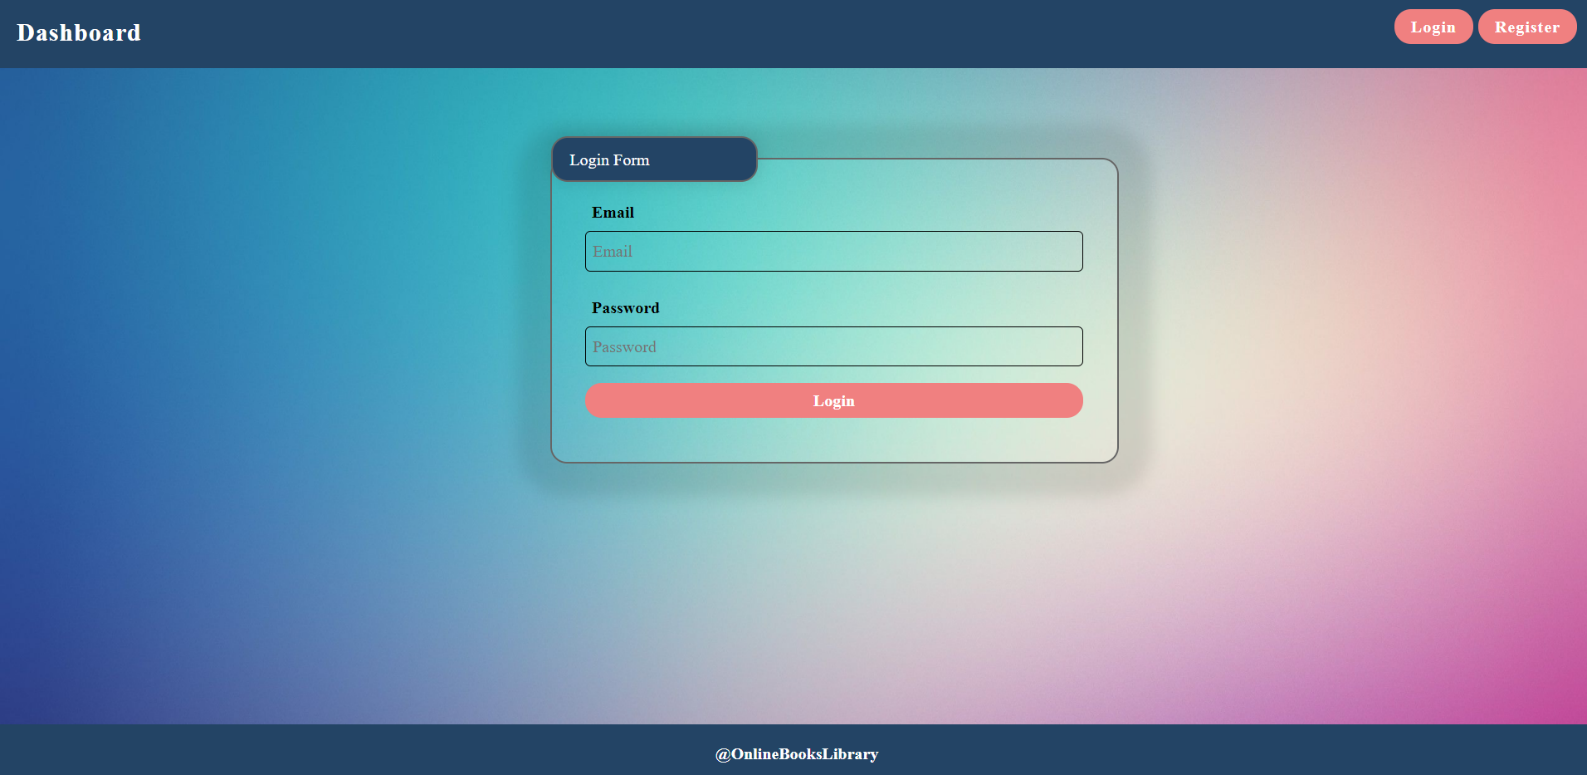 Dashboard
Login Register
Login Form
Email
Email
Password
Password
Login
@OnlineBooksLibrary